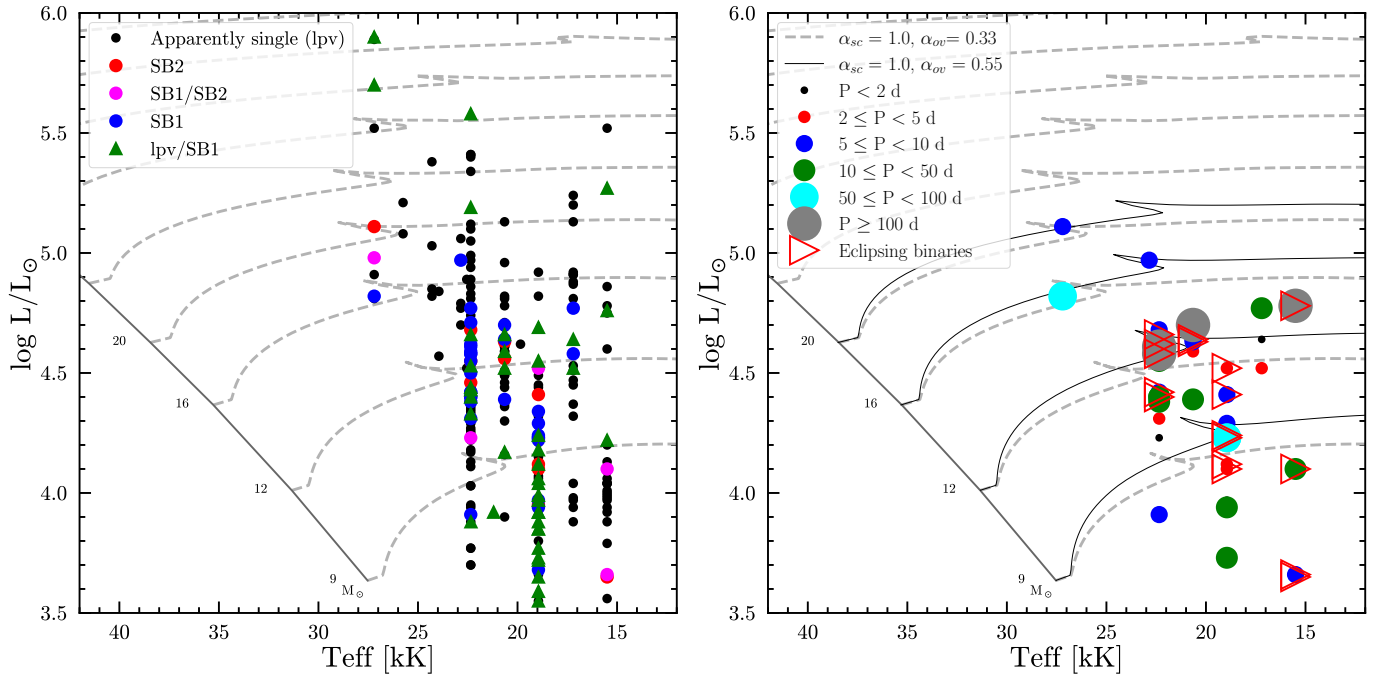 6.0
5.5
5.0
4.5
4.0
3.5
log L/L⊙
Apparently single (lpv)
SB2
SB1/SB2
SB1
lpv/SB1
20
16
12
9
M⊙
40
35
30
25
20
15
Teff [kK]
6.0
5.5
5.0
4.5
4.0
3.5
log L/L⊙
α_sc = 1.0, α_ov = 0.33
α_sc = 1.0, α_ov = 0.55
P < 2 d
2 ≤ P < 5 d
5 ≤ P < 10 d
10 ≤ P < 50 d
50 ≤ P < 100 d
P ≥ 100 d
Eclipsing binaries
20
16
12
9
M⊙
40
35
30
25
20
15
Teff [kK]